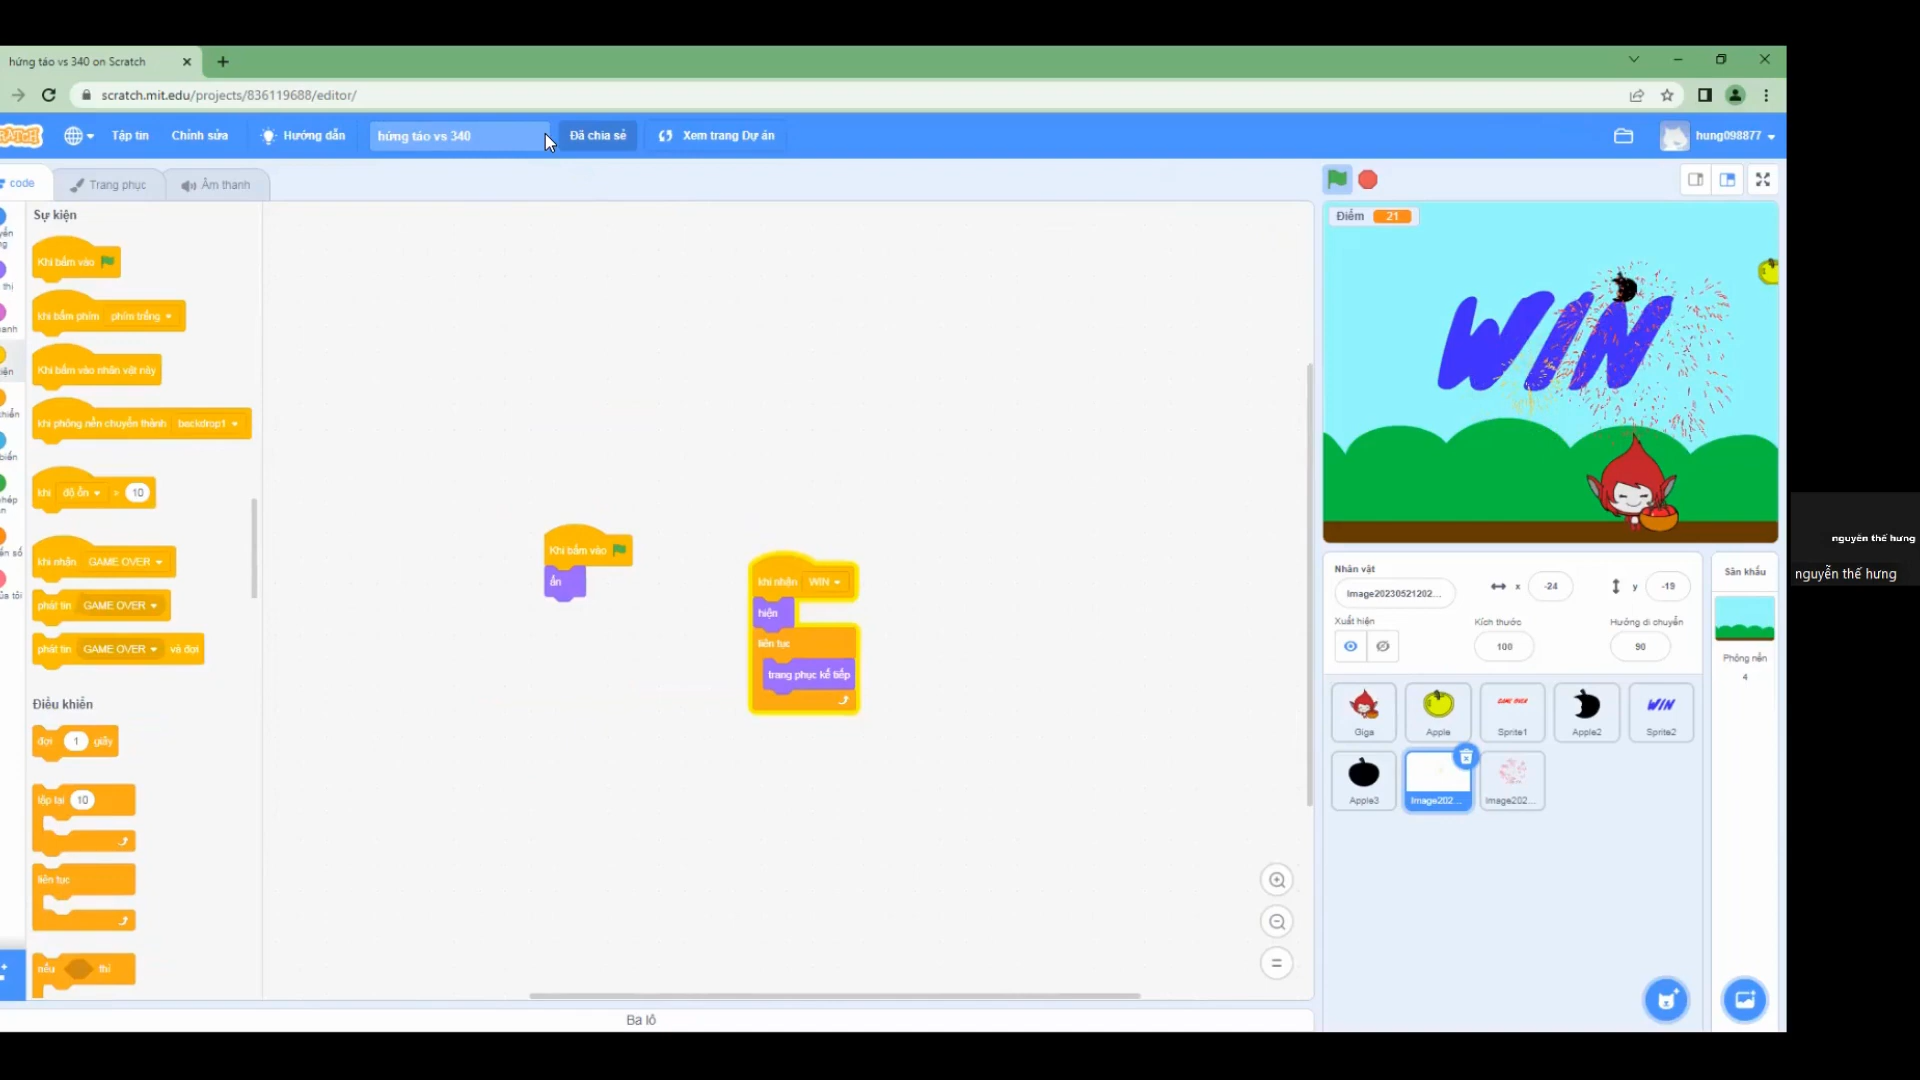 hứng táo vs 340 on Scratch
scratch.mit.edu/projects/836119688/editor/
Tập tin
Chỉnh sửa
Hướng dẫn
hứng táo vs 340
Đã chia sẻ
Xem trang Dự án
hung098877
code
Trang phục
Âm thanh
Sự kiện
Khi bấm vào
khi bấm phím phím trắng
Khi bấm vào nhân vật này
khi phông nền chuyển thành backdrop1
khi độ ồn > 10
khi nhận GAME OVER
phát tin GAME OVER
phát tin GAME OVER và đợi
Điều khiển
đợi 1 giây
lặp lại 10
liên tục
nếu thì
Khi bấm vào
ẩn
khi nhận WIN
hiện
liên tục
trang phục kế tiếp
Ba lô
Điểm 21
WIN
Nhân vật
Image20230521202...
x -24
y -19
Xuất hiện
Kích thước
100
Hướng di chuyển
90
Sân khấu
Phông nền
4
Giga
Apple
GAME OVER
Sprite1
Apple2
WIN
Sprite2
Apple3
Image202...
Image202...
nguyễn thế hưng
nguyễn thế hưng